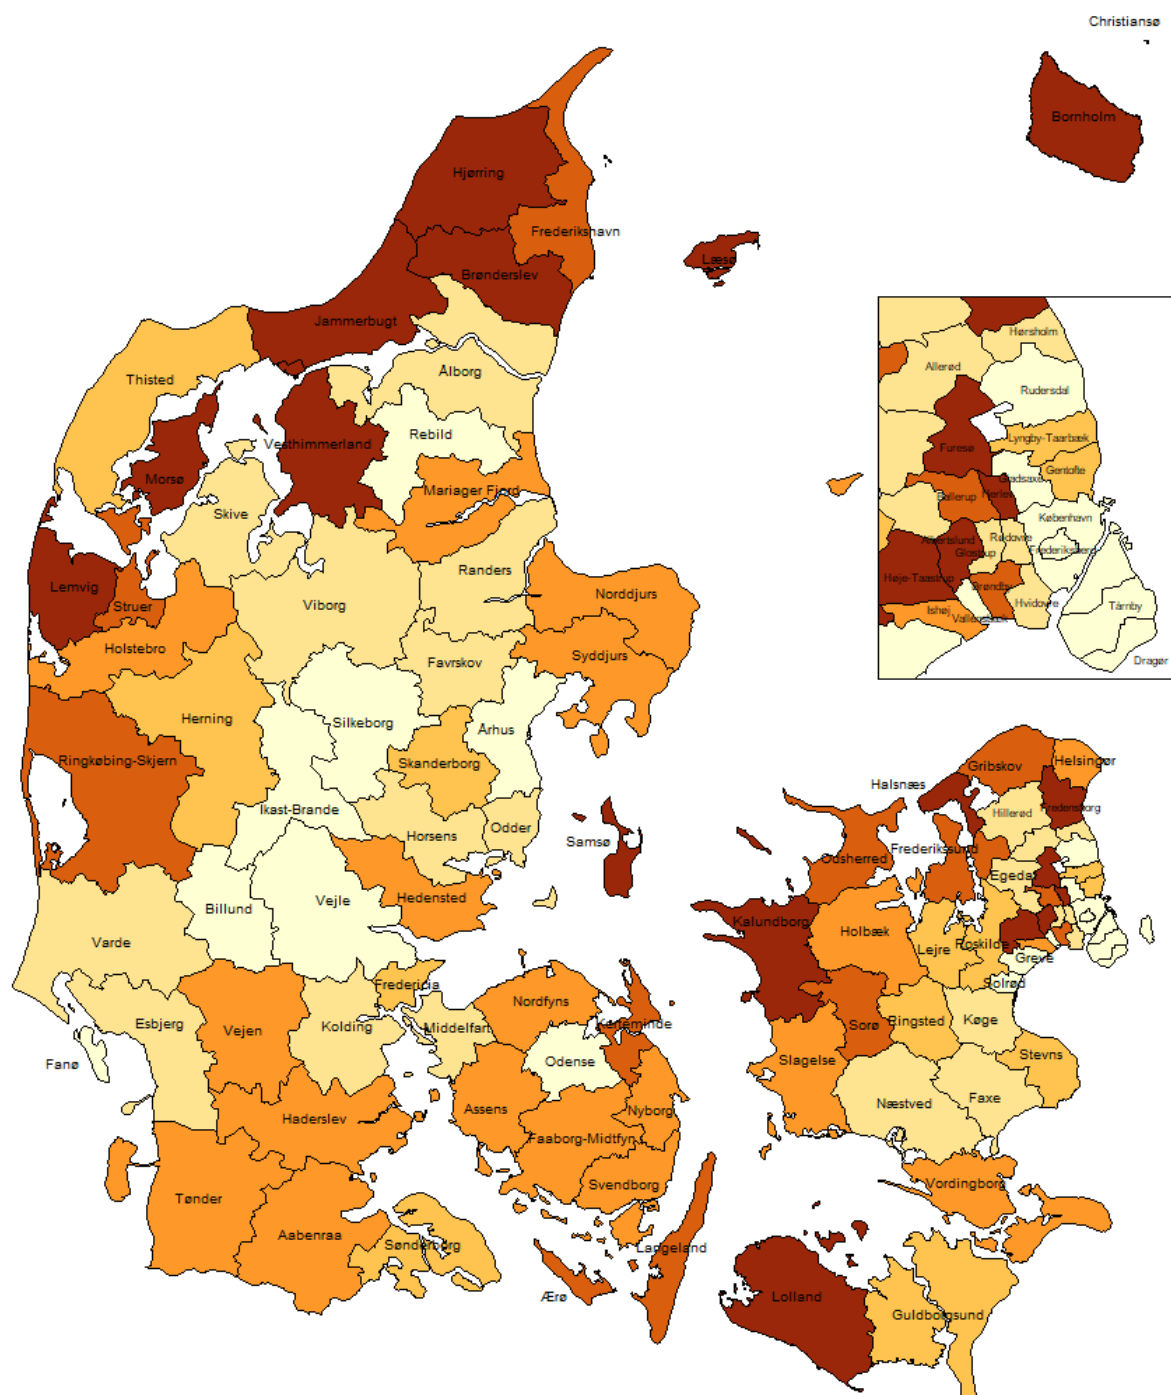 Christiansø
Bornholm
Hjørring
Frederikshavn
Læsø
Brønderslev
Jammerbugt
Hørsholm
Allerød
Thisted
Ålborg
Rudersdal
Rebild
Lyngby-Taarbæk
Vesthimmerland
Furesø
Morsø
Gentofte
Gladsaxe
Mariager Fjord
Ballerup
Herlev
Skive
København
Rødovre
Albertslund
Frederiksberg
Glostrup
Randers
Høje-Taastrup
Lemvig
Brøndby
Norddjurs
Struer
Viborg
Hvidovre
Tårnby
Ishøj
Vallensbæk
Holstebro
Syddjurs
Favrskov
Dragør
Herning
Silkeborg
Århus
Ringkøbing-Skjern
Skanderborg
Helsingør
Gribskov
Halsnæs
Ikast-Brande
Fredensborg
Hillerød
Odder
Horsens
Samsø
Frederikssund
Odsherred
Egedal
Hedensted
Vejle
Billund
Kalundborg
Holbæk
Varde
Roskilde
Lejre
Greve
Solrød
Fredericia
Nordfyns
Esbjerg
Vejen
Kolding
Middelfart
Kerteminde
Sorø
Ringsted
Køge
Stevns
Fanø
Odense
Slagelse
Næstved
Faxe
Assens
Nyborg
Haderslev
Faaborg-Midtfyn
Svendborg
Vordingborg
Tønder
Aabenraa
Sønderborg
Langeland
Ærø
Lolland
Guldborgsund